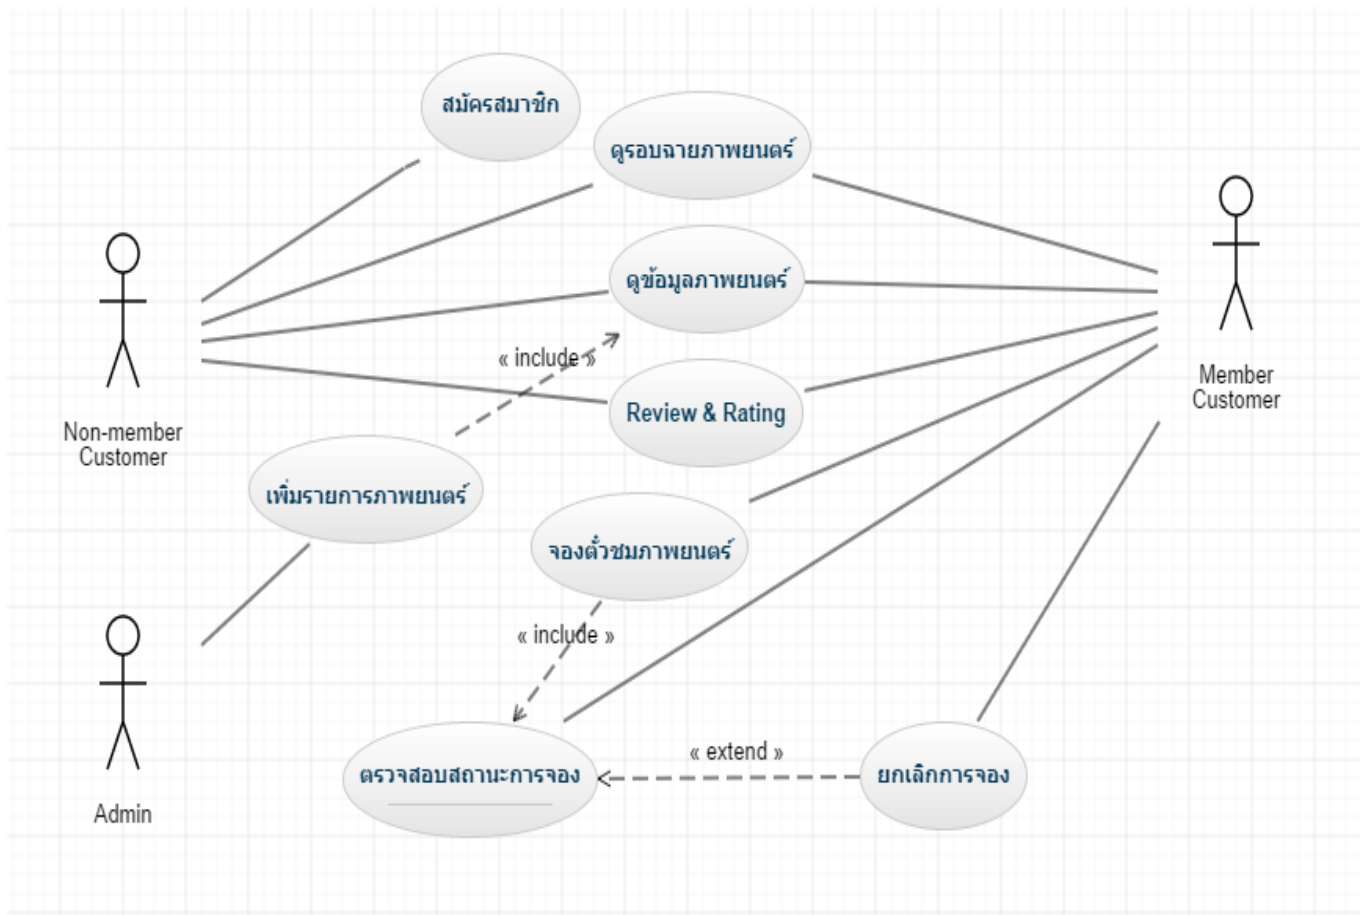 สมัครสมาชิก
ดูรอบฉายภาพยนตร์
ดูข้อมูลภาพยนตร์
« include »
Review & Rating
Member
Customer
Non-member
Customer
เพิ่มรายการภาพยนตร์
จองตั๋วชมภาพยนตร์
« include »
« extend »
ตรวจสอบสถานะการจอง
ยกเลิกการจอง
Admin